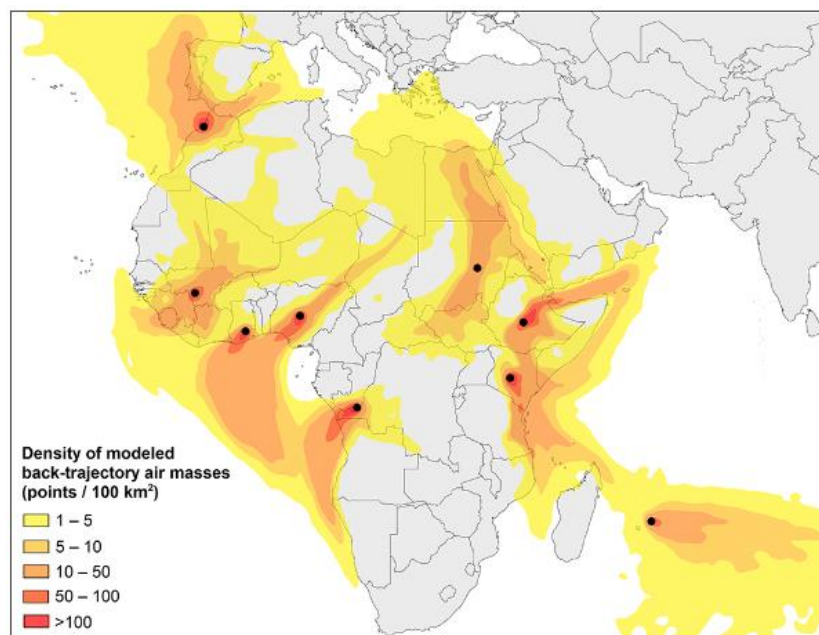 Density of modeled
back-trajectory air masses
(points / 100 km²)
1 – 5
5 – 10
10 – 50
50 – 100
>100